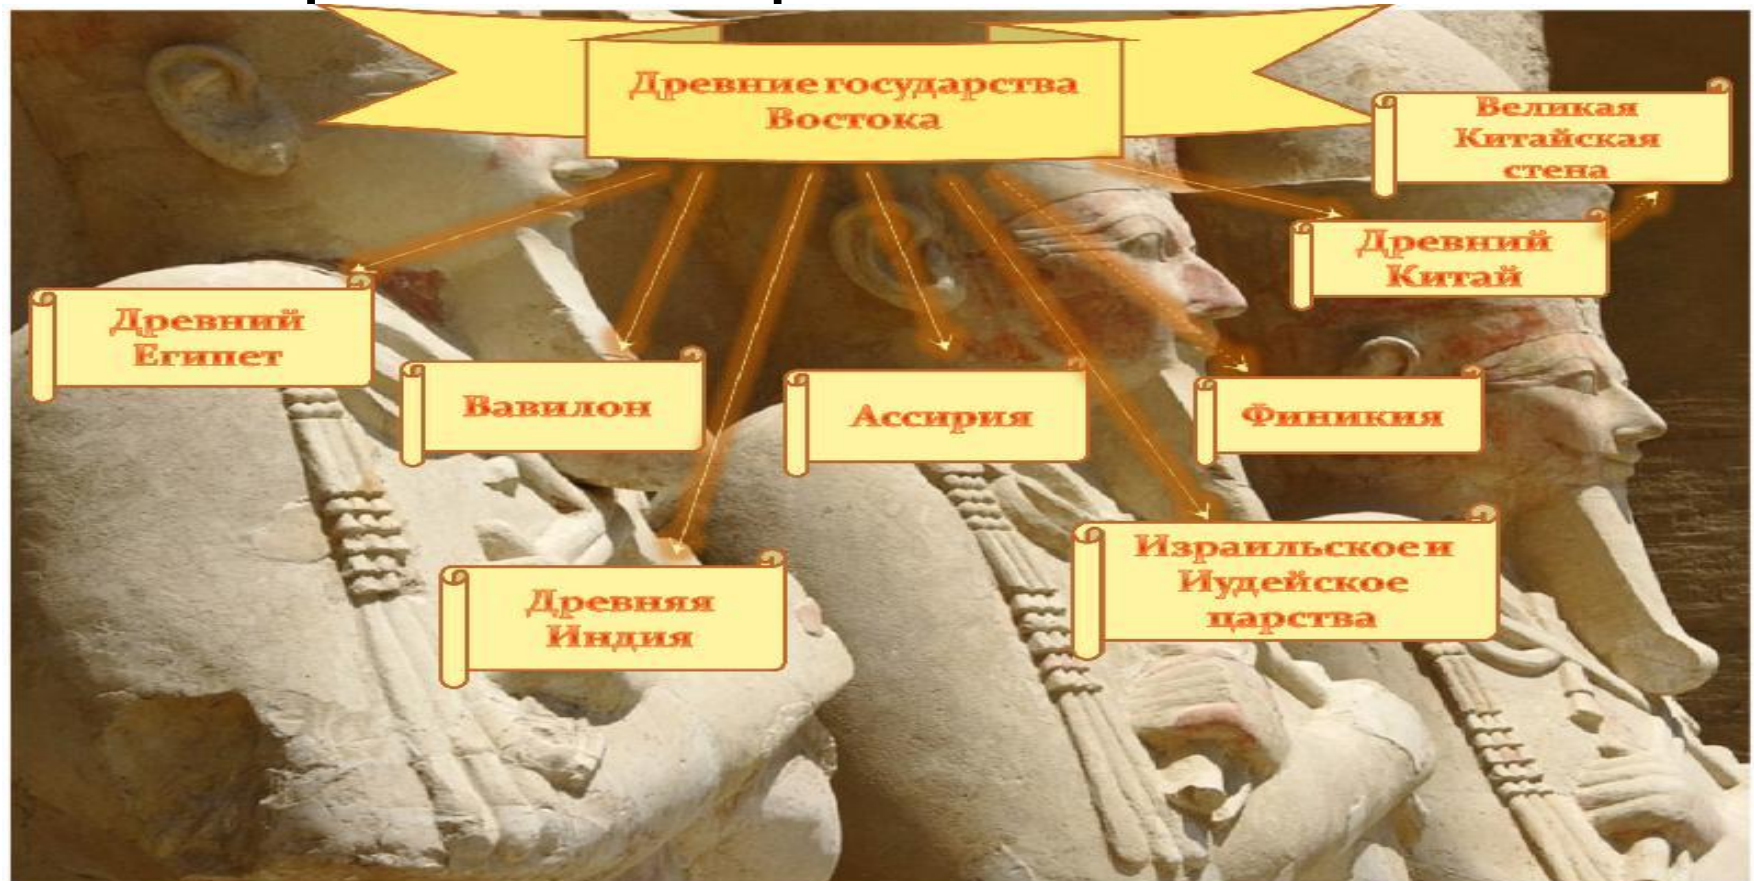 Древние государства
Востока
Великая
Китайская
стена
Древний
Китай
Древний
Египет
Вавилон
Ассирия
Финикия
Израильское и
Иудейское
царства
Древняя
Индия